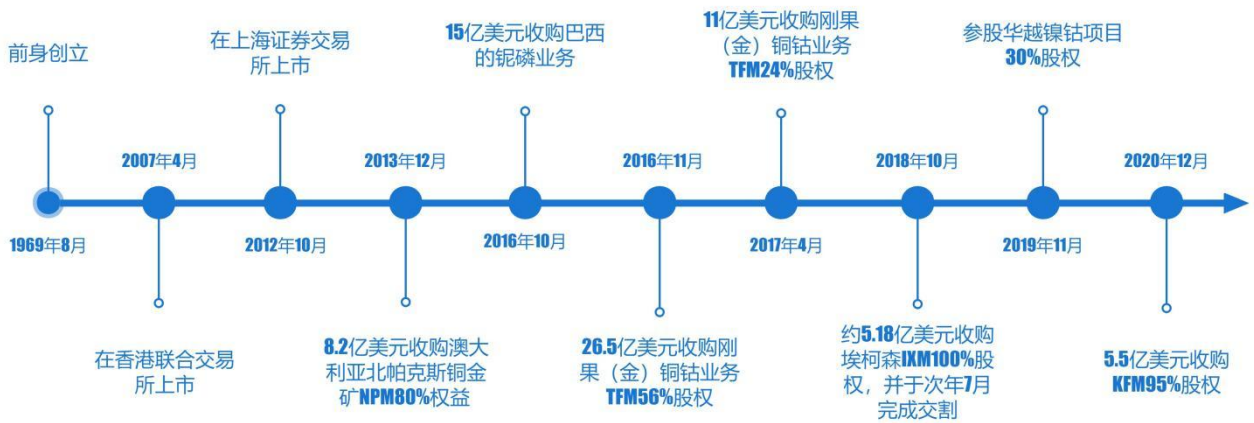 前身创立
1969年8月
2007年4月
在香港联合交易
所上市
在上海证券交易
所上市
2012年10月
2013年12月
8.2亿美元收购澳大
利亚北帕克斯铜金
矿NPM80%权益
15亿美元收购巴西
的铌磷业务
2016年10月
2016年11月
26.5亿美元收购刚
果（金）铜钴业务
TFM56%股权
11亿美元收购刚果
（金）铜钴业务
TFM24%股权
2017年4月
2018年10月
约5.18亿美元收购
埃柯森IXM100%股
权，并于次年7月
完成交割
参股华越镍钴项目
30%股权
2019年11月
2020年12月
5.5亿美元收购
KFM95%股权